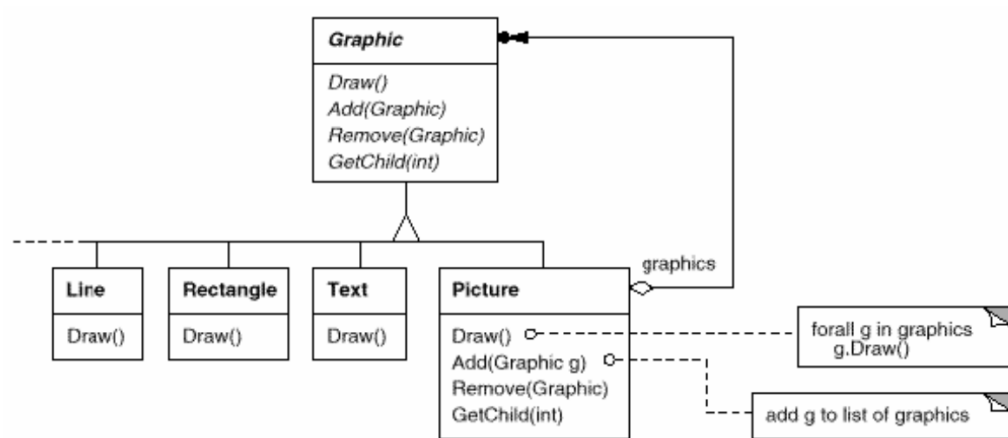 Graphic
Draw()
Add(Graphic)
Remove(Graphic)
GetChild(int)
graphics
Line
Rectangle
Text
Picture
Draw()
Draw()
Draw()
Draw()
Add(Graphic g)
Remove(Graphic)
GetChild(int)
forall g in graphics
g.Draw()
add g to list of graphics